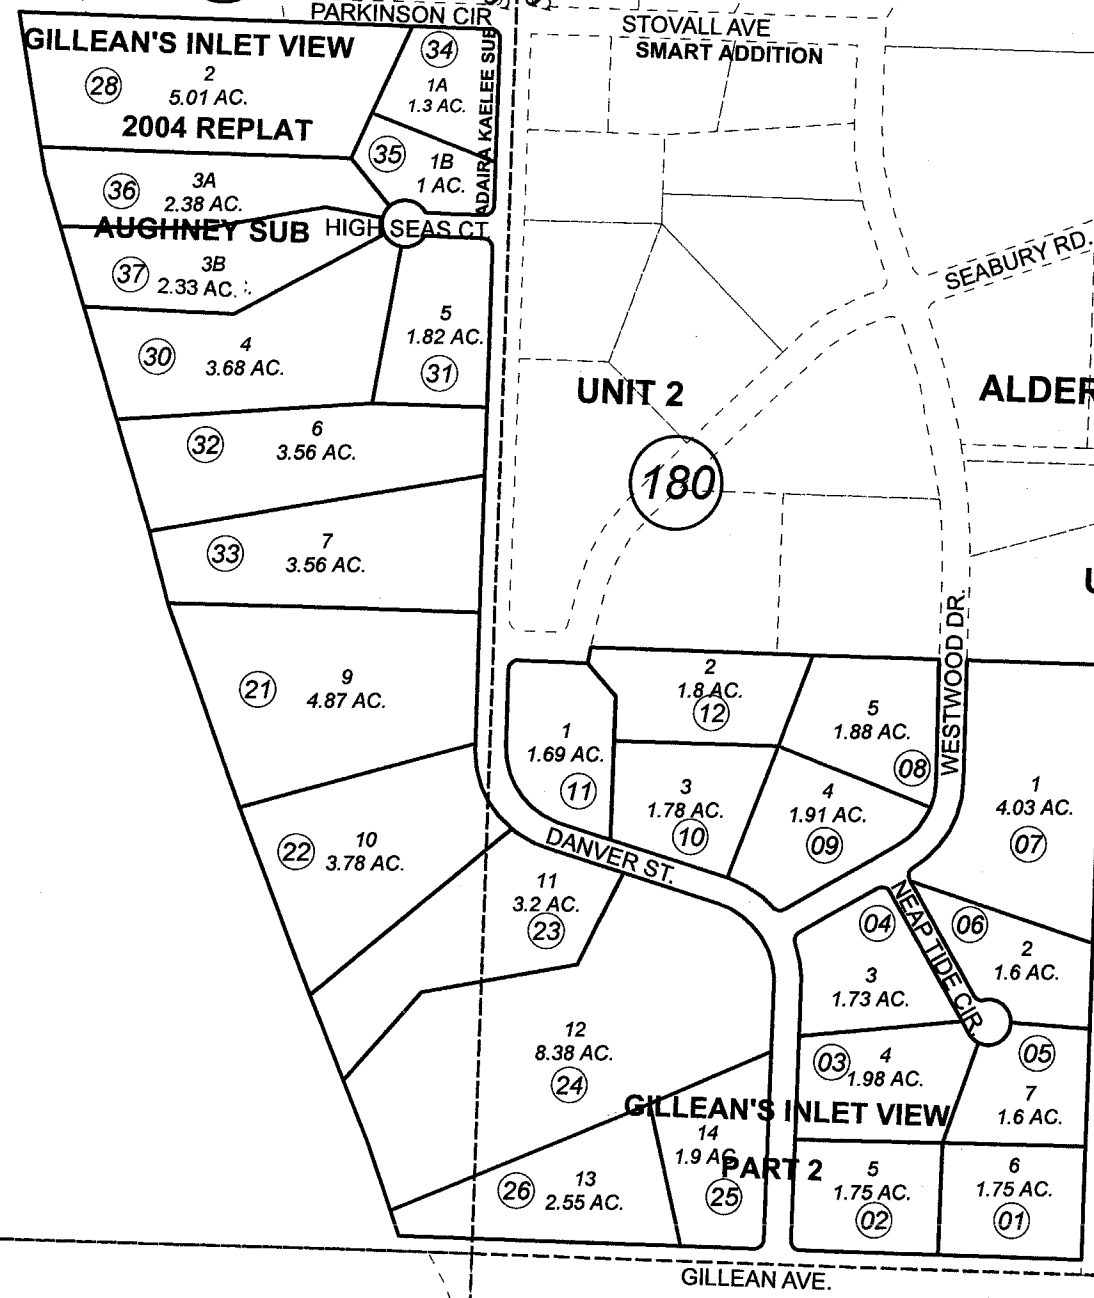 PARKINSON CIR
STOVALL AVE
SMART ADDITION
GILLEAN'S INLET VIEW
28
2
5.01 AC.
2004 REPLAT
34
1A
1.3 AC.
ADAIRA KAELEE SUB
35
1B
1 AC.
36
3A
2.38 AC.
AUGHNEY SUB
HIGH SEAS CT
37
3B
2.33 AC.
SEABURY RD.
5
1.82 AC.
31
30
4
3.68 AC.
UNIT 2
ALDER
32
6
3.56 AC.
180
33
7
3.56 AC.
WESTWOOD DR.
21
9
4.87 AC.
2
1.8 AC.
12
1
1.69 AC.
11
5
1.88 AC.
08
3
1.78 AC.
10
4
1.91 AC.
09
1
4.03 AC.
07
22
10
3.78 AC.
DANVER ST.
11
3.2 AC.
23
04
3
1.73 AC.
NEAP TIDE CIR.
06
2
1.6 AC.
12
8.38 AC.
24
03
4
1.98 AC.
05
7
1.6 AC.
GILLEAN'S INLET VIEW
PART 2
14
1.9 AC
25
26
13
2.55 AC.
5
1.75 AC.
02
6
1.75 AC.
01
GILLEAN AVE.